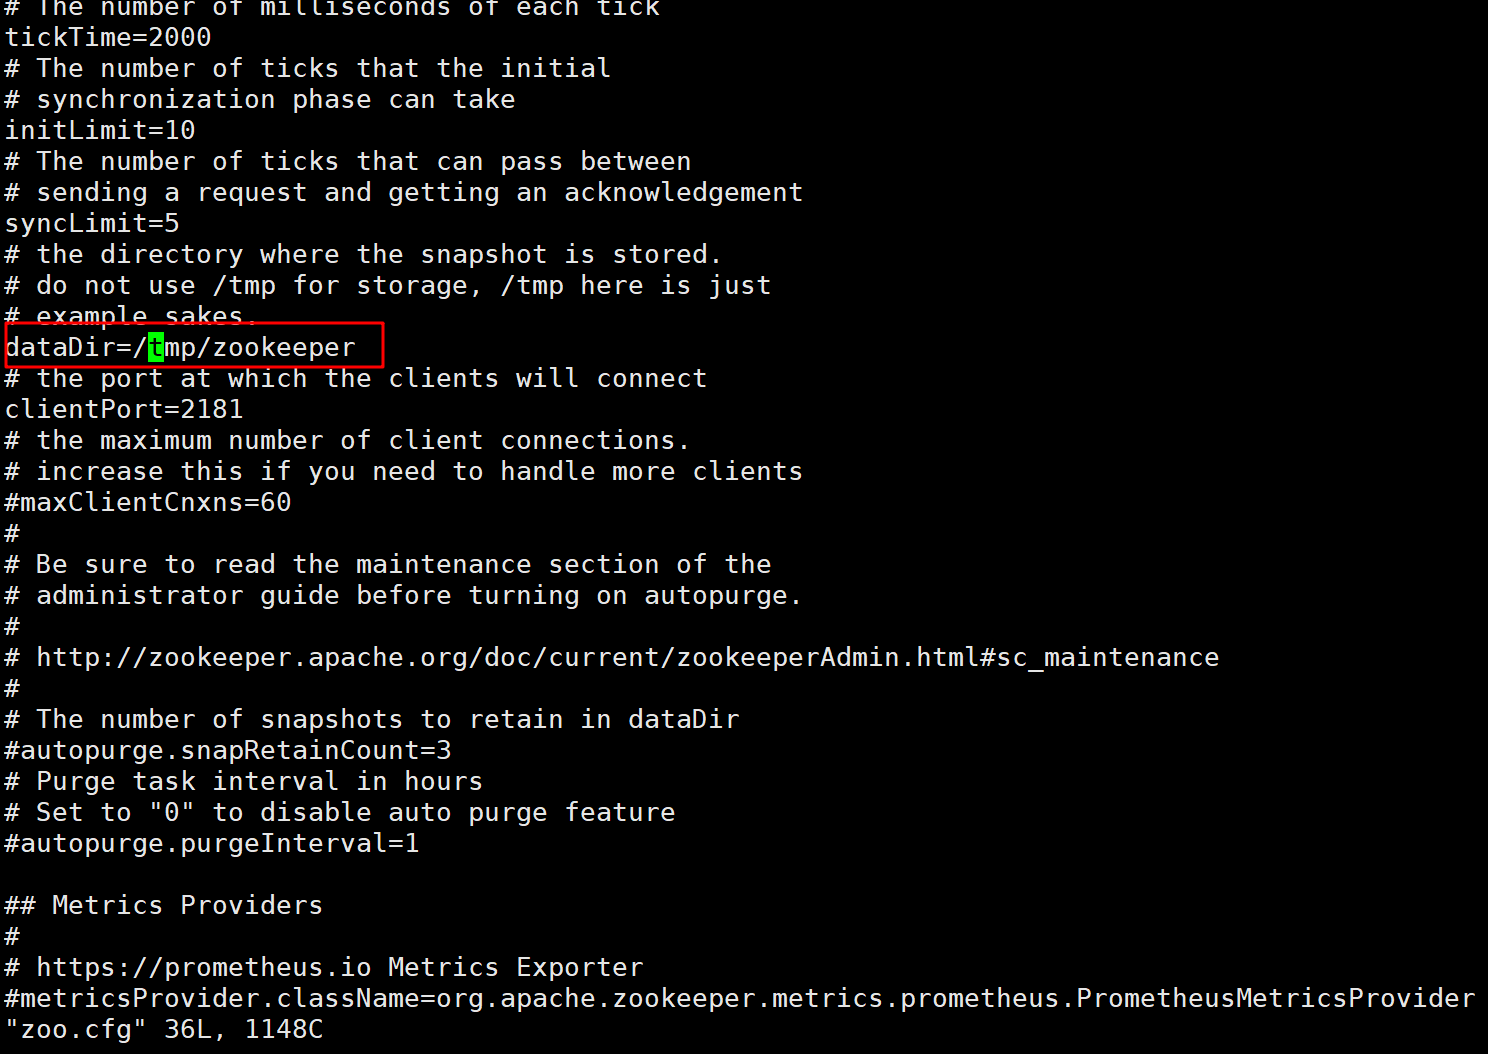 # The number of milliseconds of each tick
tickTime=2000
# The number of ticks that the initial
# synchronization phase can take
initLimit=10
# The number of ticks that can pass between
# sending a request and getting an acknowledgement
syncLimit=5
# the directory where the snapshot is stored.
# do not use /tmp for storage, /tmp here is just
# example sakes.
dataDir=/tmp/zookeeper
# the port at which the clients will connect
clientPort=2181
# the maximum number of client connections.
# increase this if you need to handle more clients
#maxClientCnxns=60
#
# Be sure to read the maintenance section of the
# administrator guide before turning on autopurge.
#
# http://zookeeper.apache.org/doc/current/zookeeperAdmin.html#sc_maintenance
#
# The number of snapshots to retain in dataDir
#autopurge.snapRetainCount=3
# Purge task interval in hours
# Set to "0" to disable auto purge feature
#autopurge.purgeInterval=1
## Metrics Providers
#
# https://prometheus.io Metrics Exporter
#metricsProvider.className=org.apache.zookeeper.metrics.prometheus.PrometheusMetricsProvider
"zoo.cfg" 36L, 1148C